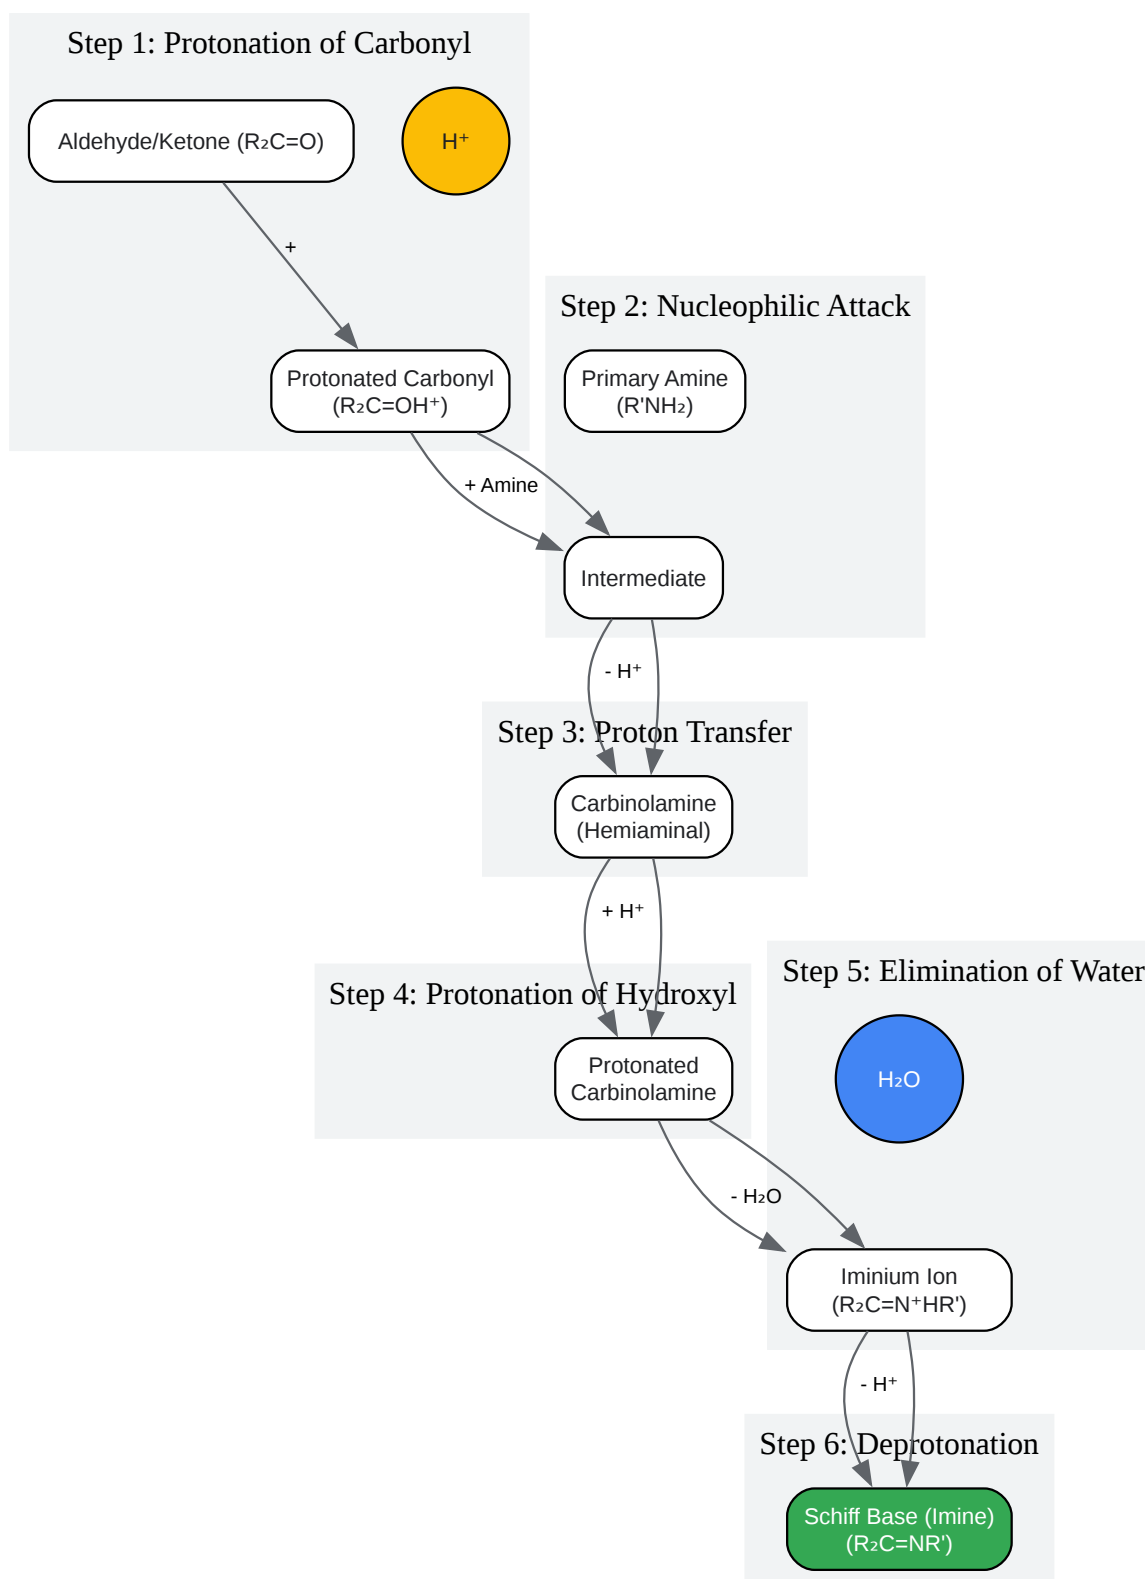 Step 1: Protonation of Carbonyl
Aldehyde/Ketone (R₂C=O)
H⁺
+
Protonated Carbonyl
(R₂C=OH⁺)
Step 2: Nucleophilic Attack
Primary Amine
(R'NH₂)
+ Amine
Intermediate
- H⁺
Step 3: Proton Transfer
Carbinolamine
(Hemiaminal)
+ H⁺
Step 4: Protonation of Hydroxyl
Protonated
Carbinolamine
Step 5: Elimination of Water
H₂O
- H₂O
Iminium Ion
(R₂C=N⁺HR')
- H⁺
Step 6: Deprotonation
Schiff Base (Imine)
(R₂C=NR')